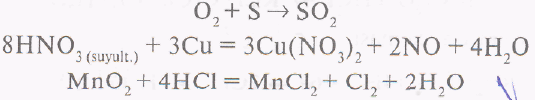 O₂ + S → SO₂
8HNO₃ (suyult.) + 3Cu = 3Cu(NO₃)₂ + 2NO + 4H₂O
MnO₂ + 4HCl = MnCl₂ + Cl₂ + 2H₂O